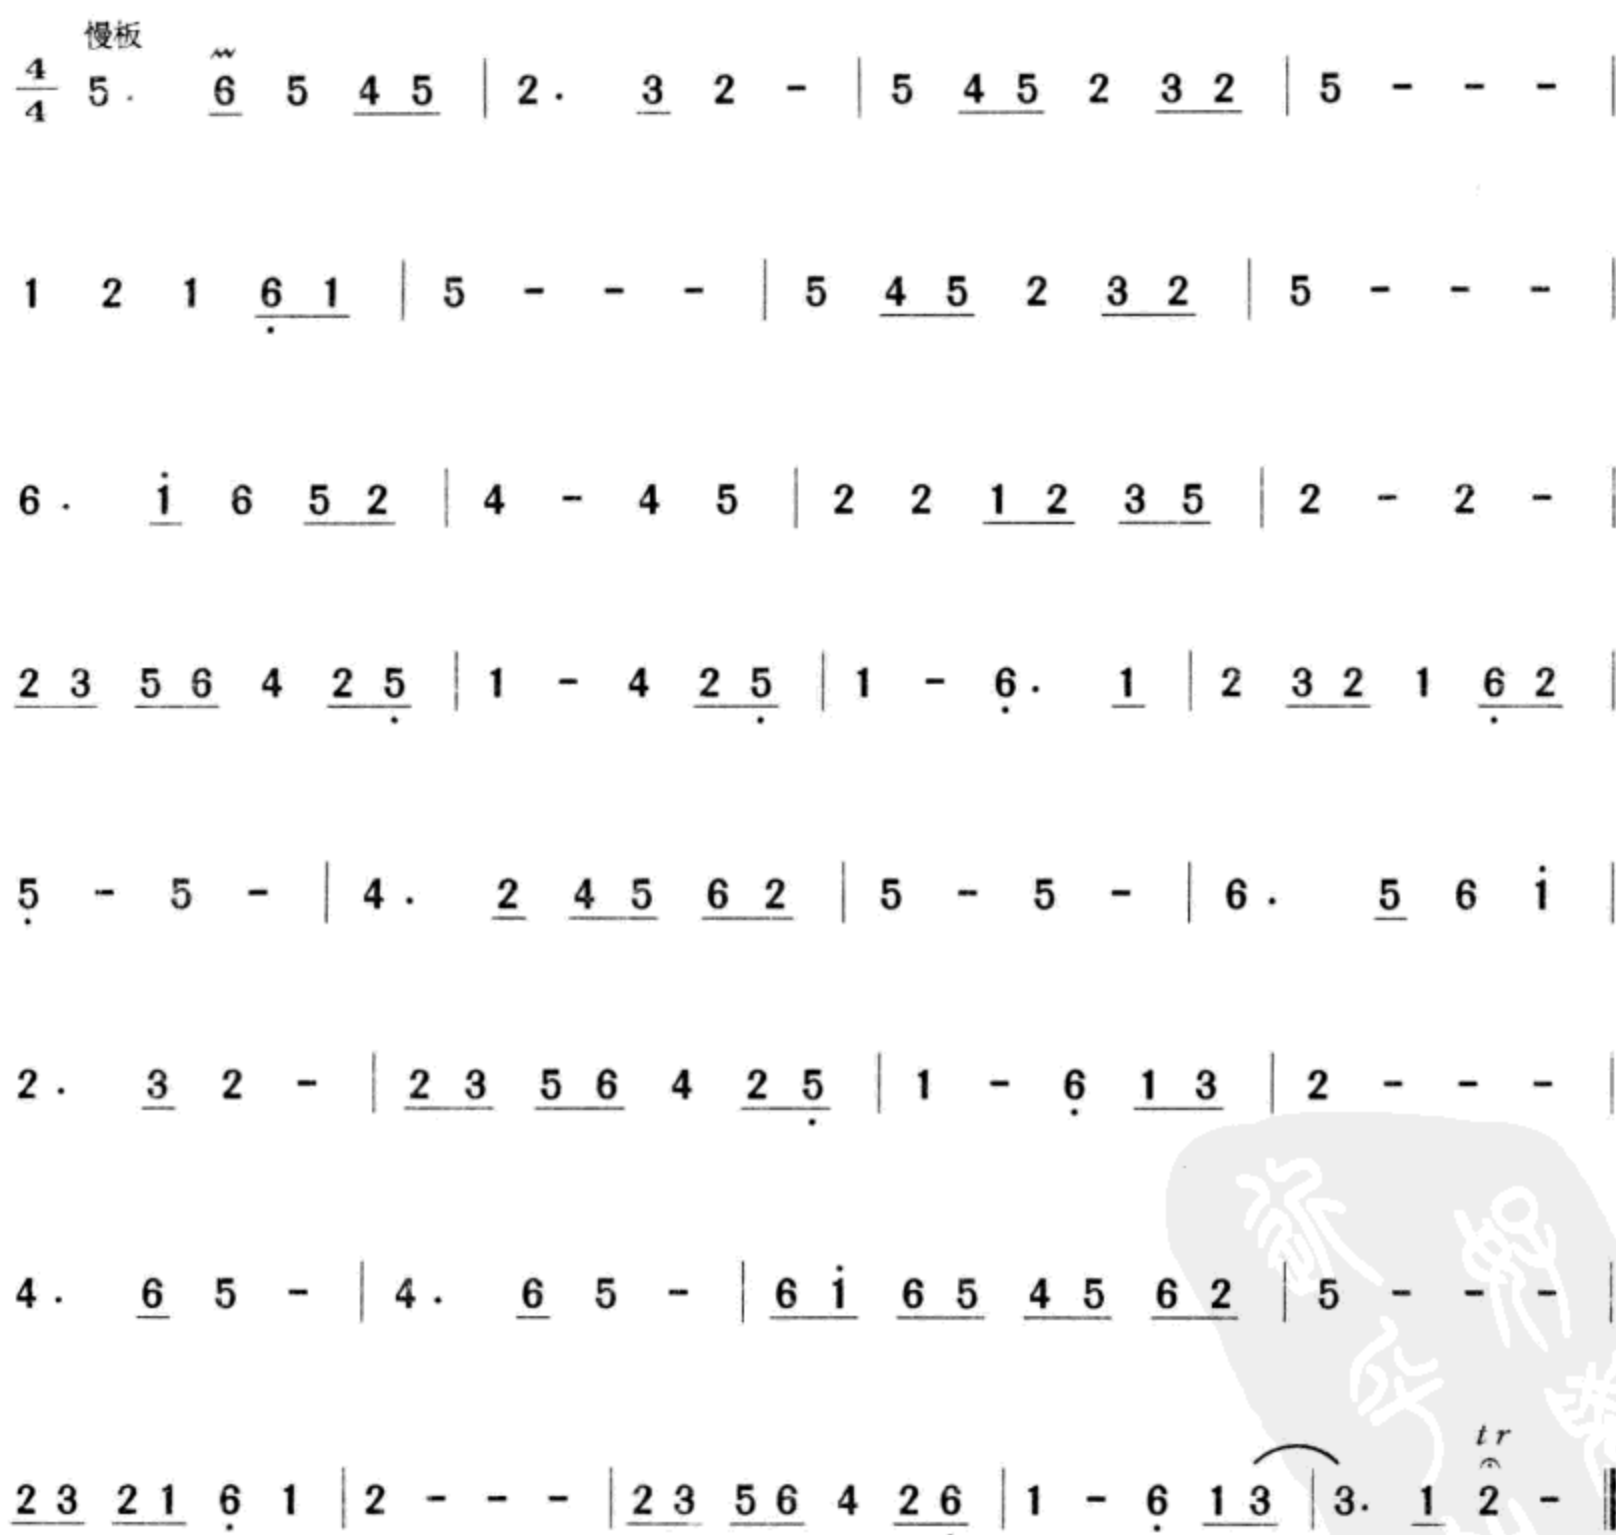 慢板
4/4 5. 6 5 4 5 | 2. 3 2 - | 5 4 5 2 3 2 | 5 - - - |
1 2 1 6̣ 1 | 5 - - - | 5 4 5 2 3 2 | 5 - - - |
6. i̇ 6 5 2 | 4 - 4 5 | 2 2 1 2 3 5 | 2 - 2 - |
2 3 5 6 4 2 5̣ | 1 - 4 2 5̣ | 1 - 6̣. 1 | 2 3 2 1 6̣ 2 |
5̣ - 5 - | 4. 2 4 5 6 2 | 5 - 5 - | 6. 5 6 i̇ |
2. 3 2 - | 2 3 5 6 4 2 5̣ | 1 - 6̣ 1 3 | 2 - - - |
4. 6 5 - | 4. 6 5 - | 6 i̇ 6 5 4 5 6 2 | 5 - - - |
tr
2 3 2 1 6̣ 1 | 2 - - - | 2 3 5 6 4 2 6̣ | 1 - 6̣ 1 3 | 3. 1 2 - ‖